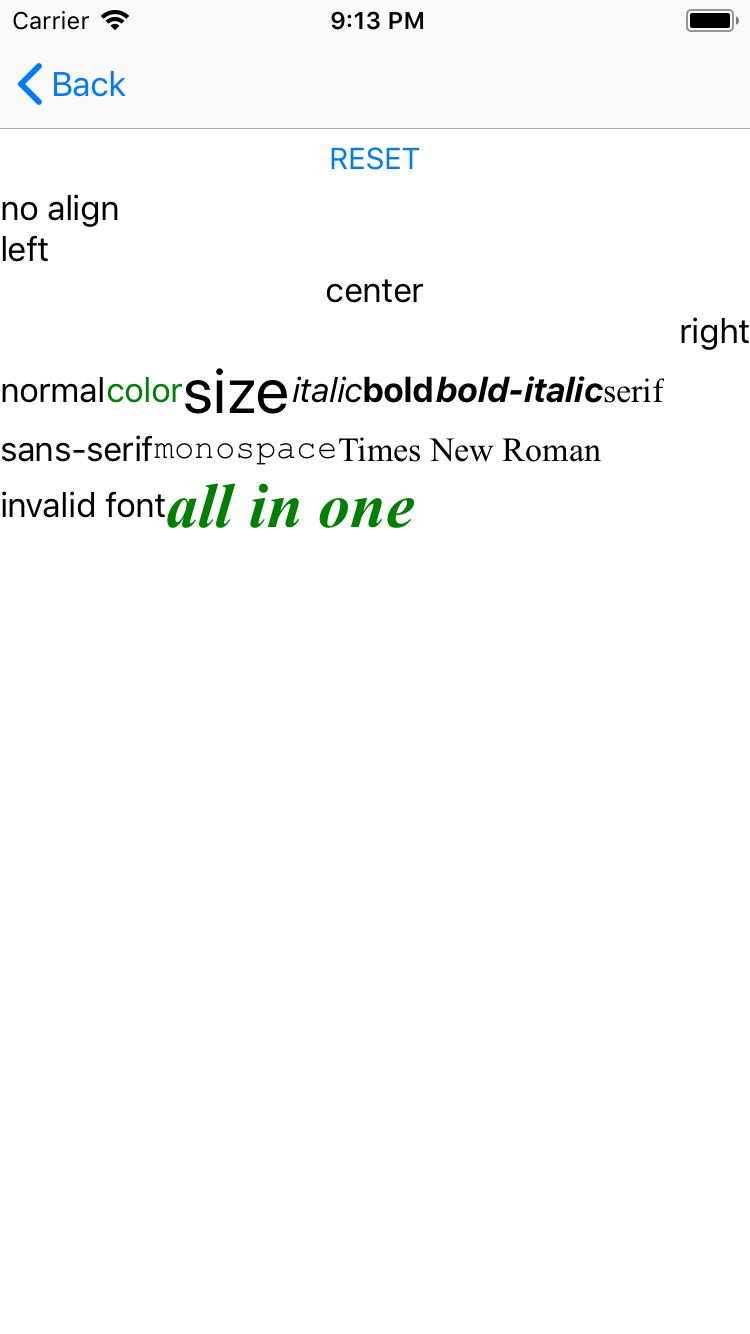 Carrier 9:13 PM
Back
RESET
no align
left
center
right
normalcolorsizeitalicboldbold-italicserif
sans-serifmonospaceTimes New Roman
invalid fontall in one